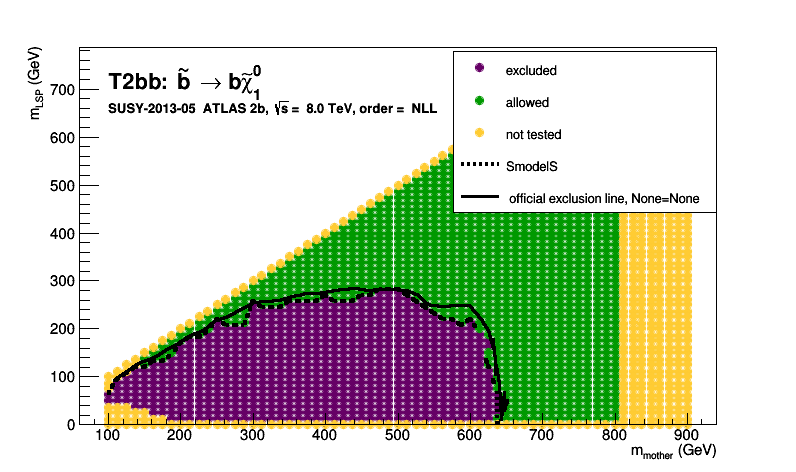 T2bb: b̃ → bχ̃₁⁰
SUSY-2013-05 ATLAS 2b, √s = 8.0 TeV, order = NLL
excluded
allowed
not tested
SmodelS
official exclusion line, None=None
m_LSP (GeV)
700
600
500
400
300
200
100
0
100 200 300 400 500 600 700 800 900
m_mother (GeV)